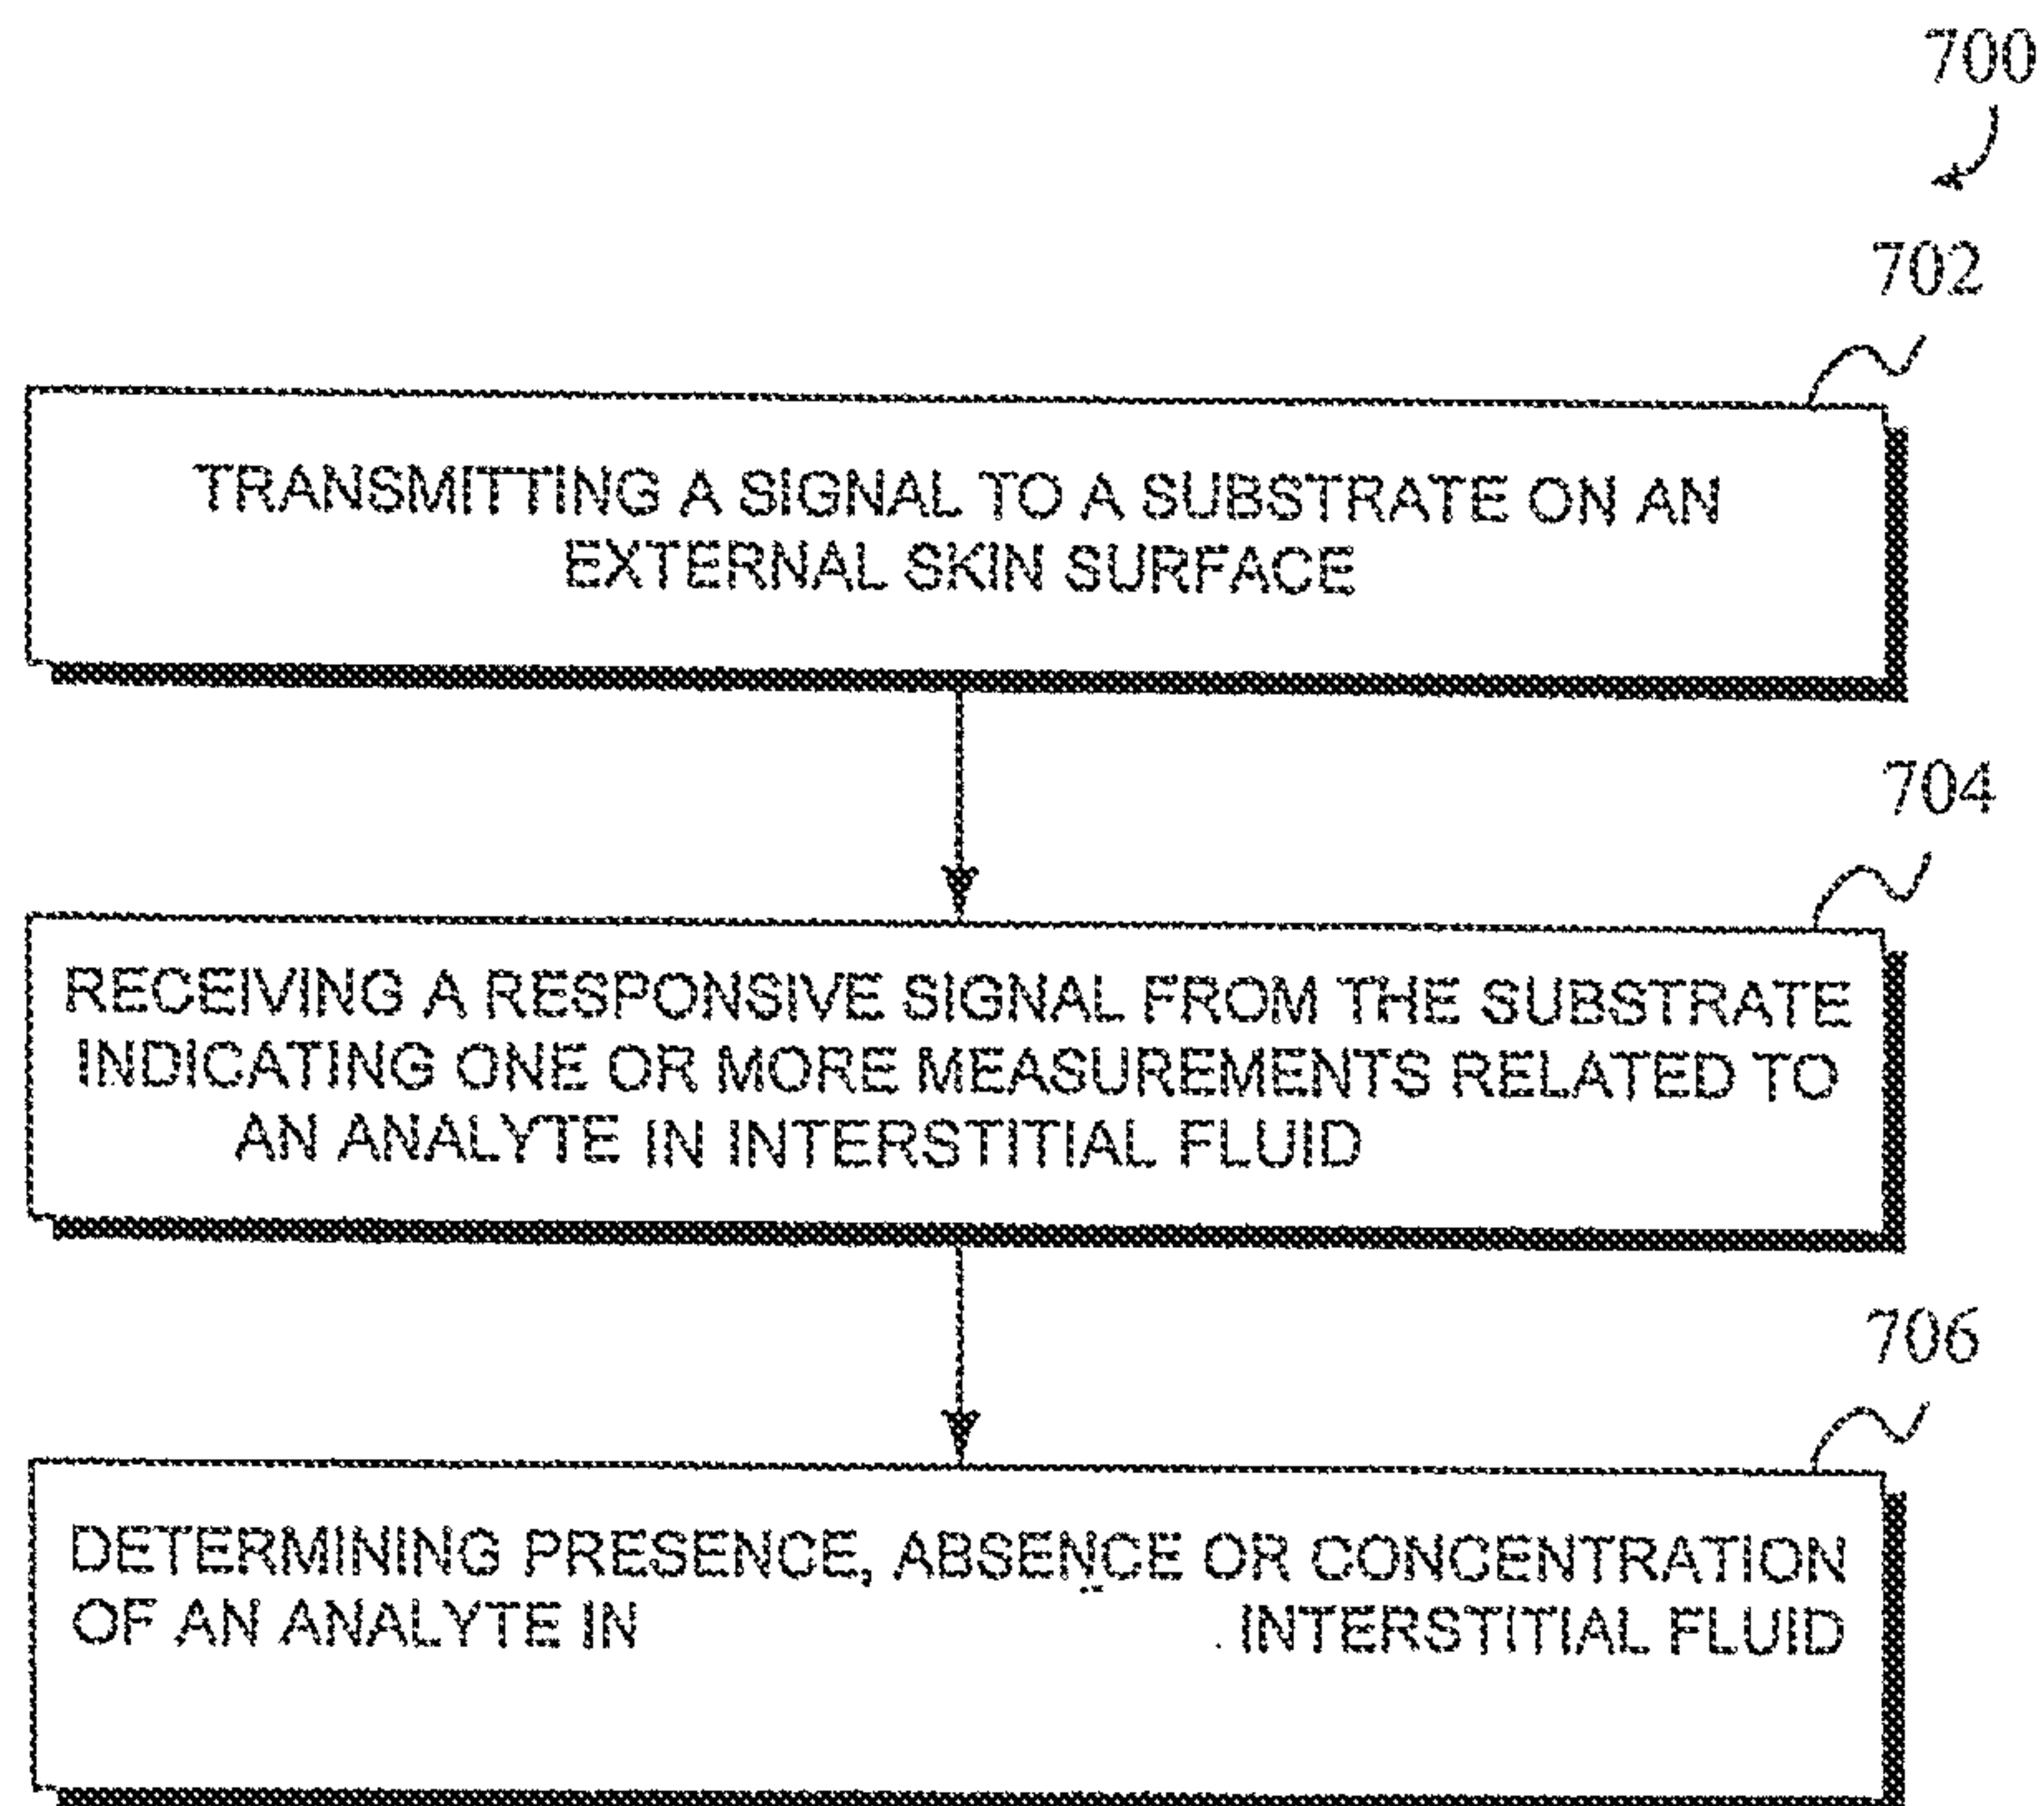 700
702
TRANSMITTING A SIGNAL TO A SUBSTRATE ON AN
EXTERNAL SKIN SURFACE
704
RECEIVING A RESPONSIVE SIGNAL FROM THE SUBSTRATE
INDICATING ONE OR MORE MEASUREMENTS RELATED TO
AN ANALYTE IN INTERSTITIAL FLUID
706
DETERMINING PRESENCE, ABSENCE OR CONCENTRATION
OF AN ANALYTE IN INTERSTITIAL FLUID